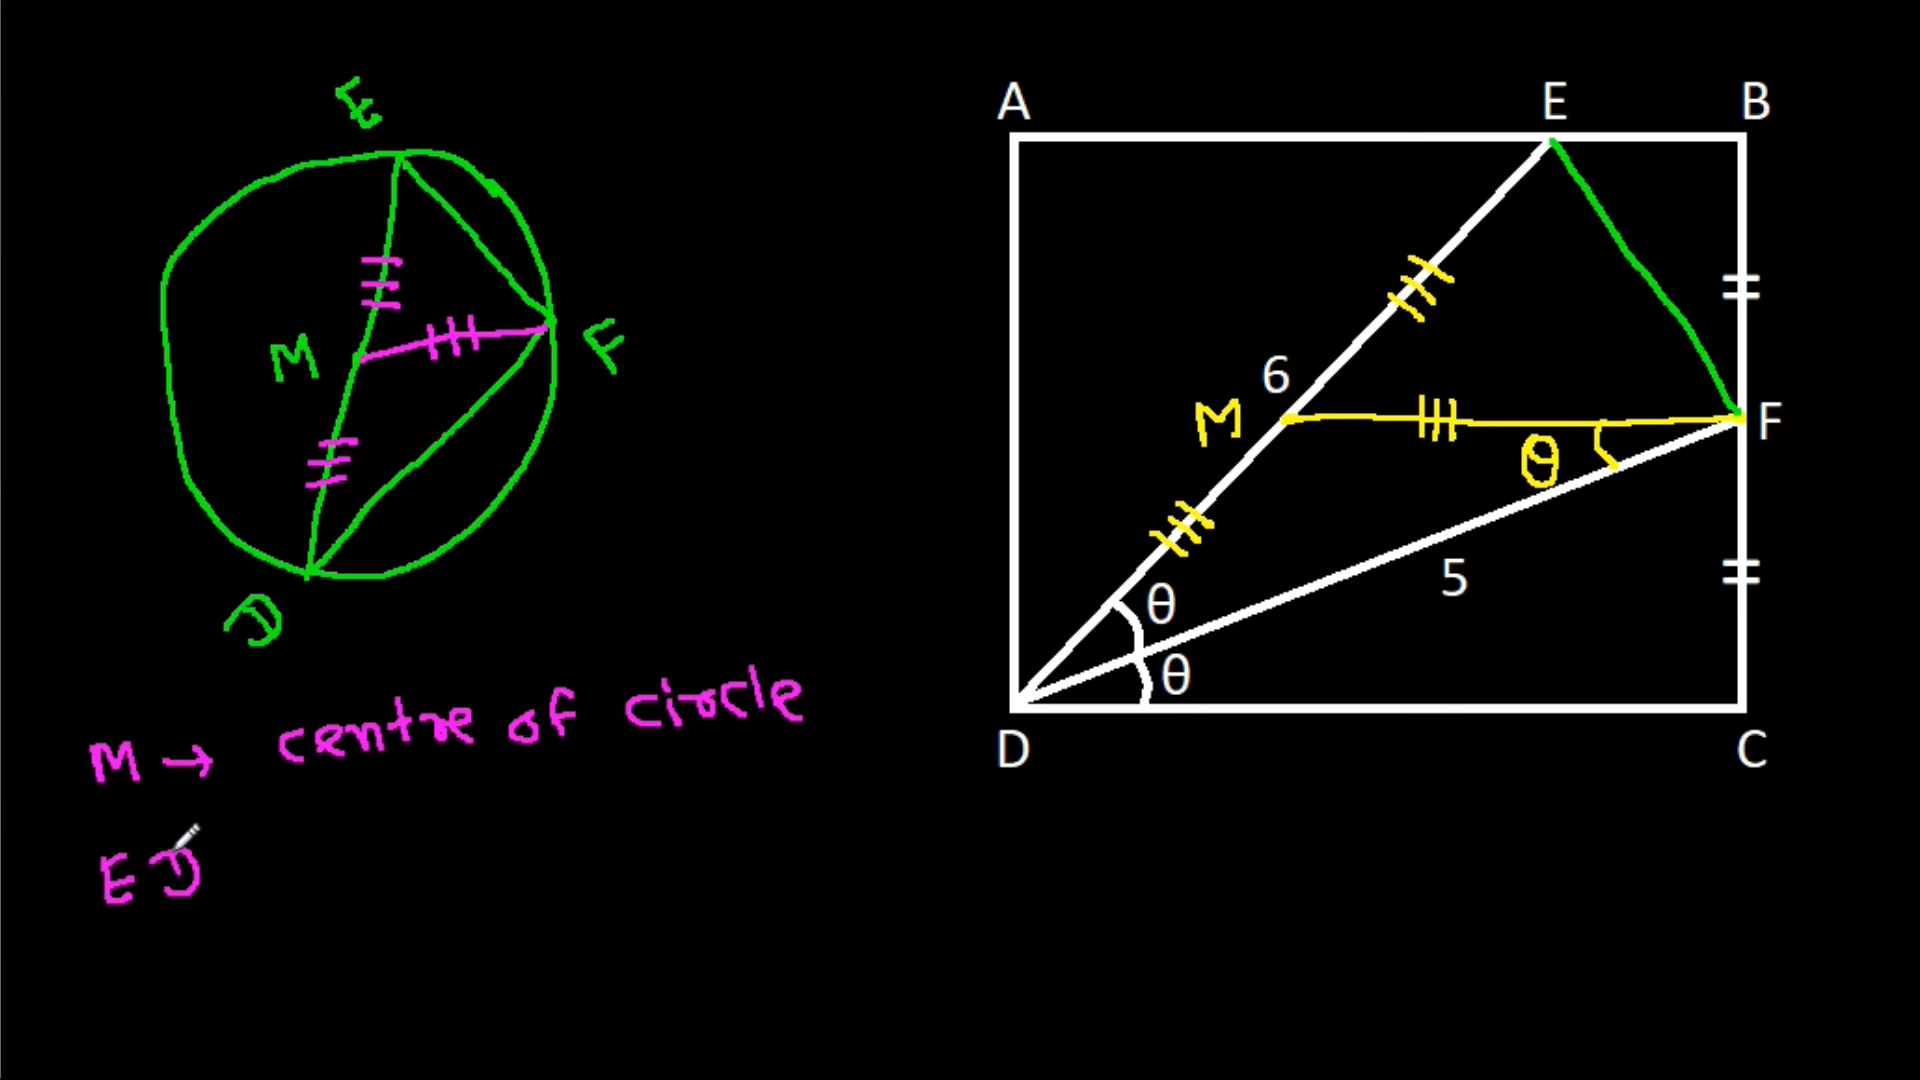 E
M
F
D
M → centre of circle
ED
A E B
6
M
F
θ
5
θ
θ
D C